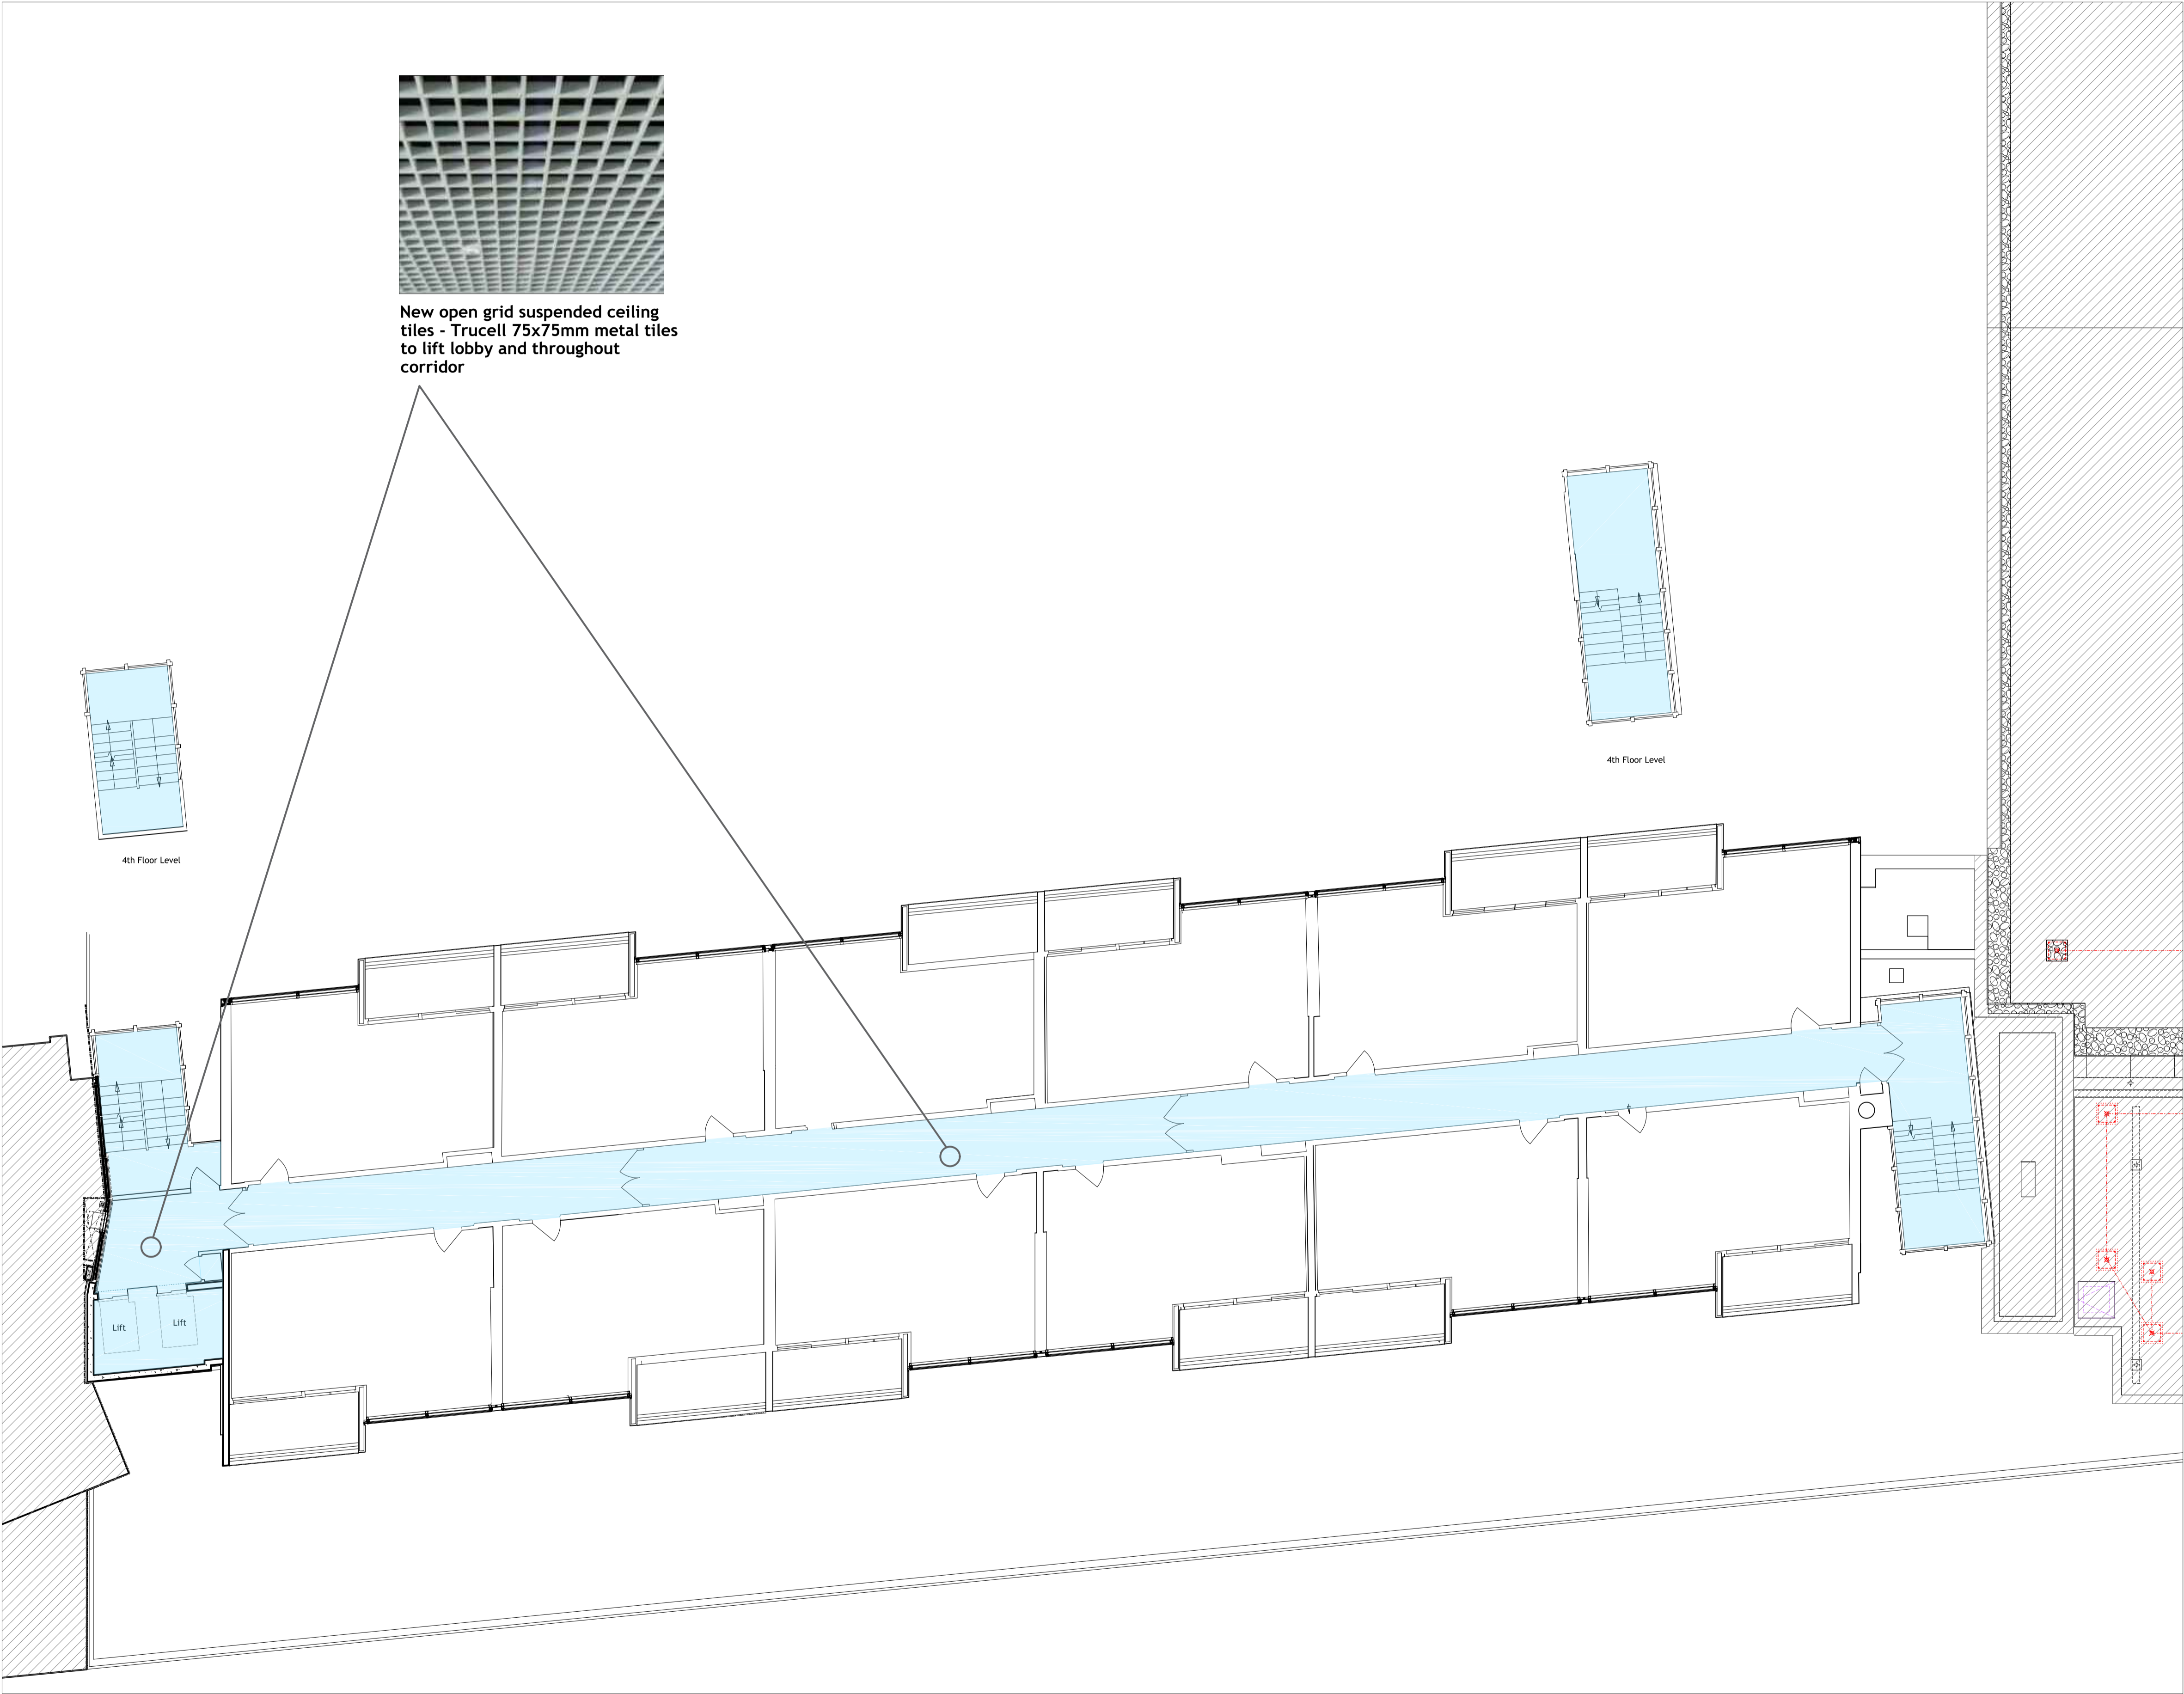 New open grid suspended ceiling
tiles - Trucell 75x75mm metal tiles
to lift lobby and throughout
corridor
4th Floor Level
4th Floor Level
Lift
Lift